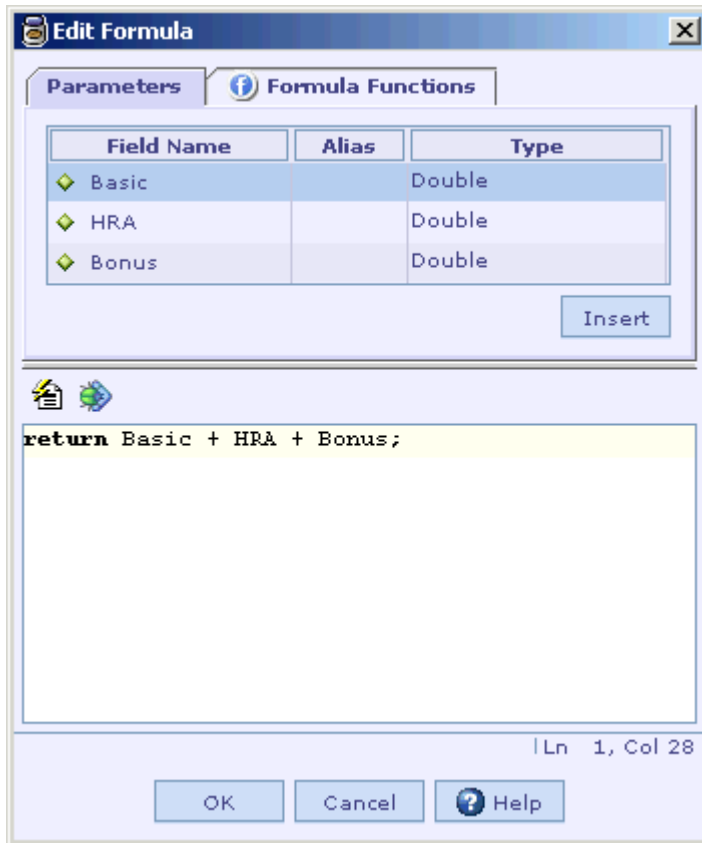 Edit Formula
Parameters Formula Functions
Field Name Alias Type
Basic Double
HRA Double
Bonus Double
Insert
return Basic + HRA + Bonus;
Ln 1, Col 28
OK Cancel Help